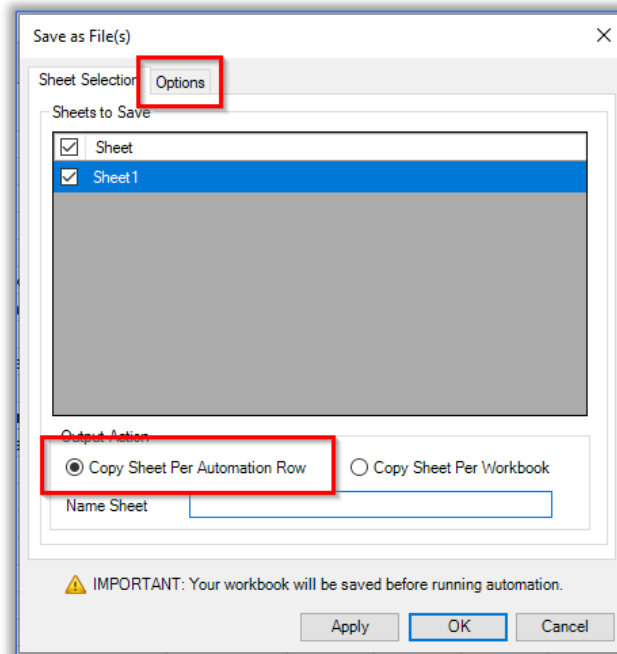 Save as File(s)
Sheet Selection Options
Sheets to Save
Sheet
Sheet1
Output Action
Copy Sheet Per Automation Row Copy Sheet Per Workbook
Name Sheet
IMPORTANT: Your workbook will be saved before running automation.
Apply OK Cancel